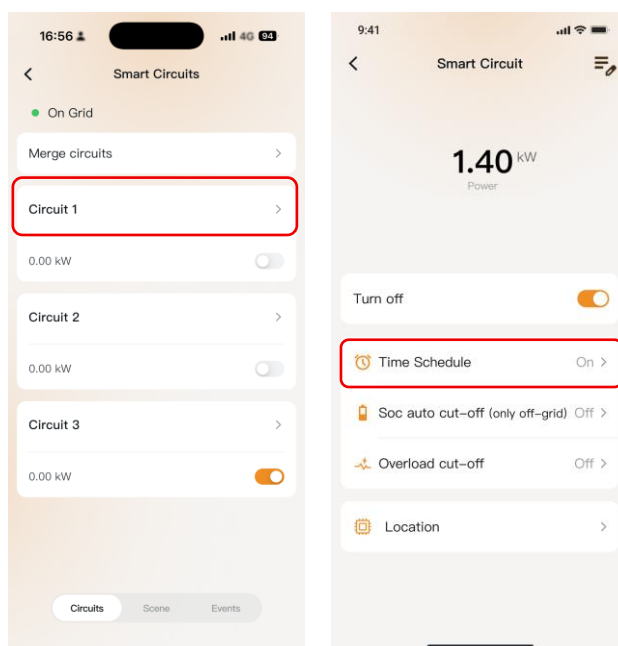 16:56
4G 94
Smart Circuits
On Grid
Merge circuits
Circuit 1
0.00 kW
Circuit 2
0.00 kW
Circuit 3
0.00 kW
Circuits Scene Events
9:41
Smart Circuit
1.40 kW
Power
Turn off
Time Schedule On
Soc auto cut-off (only off-grid) Off
Overload cut-off Off
Location